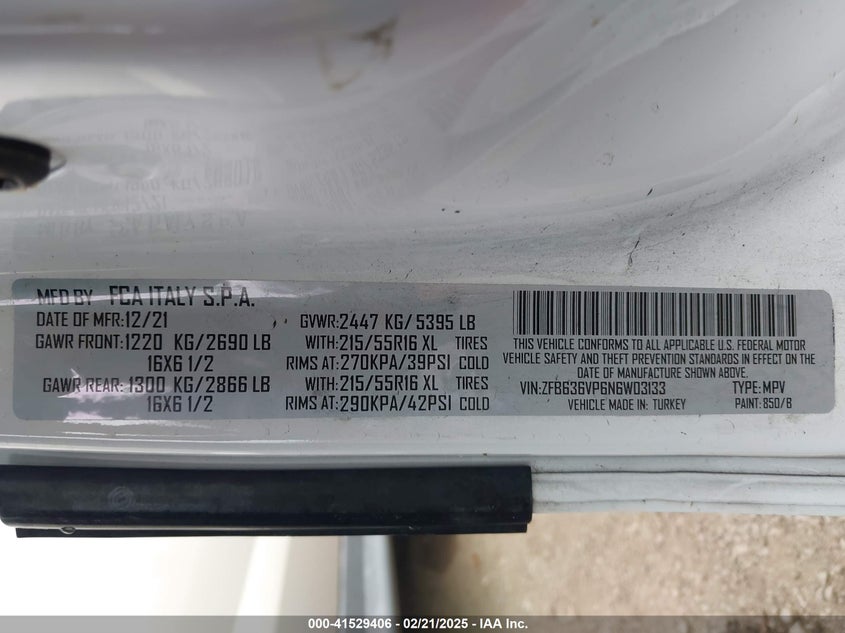 MFD BY FCA ITALY S.P.A.
DATE OF MFR:12/21
GAWR FRONT:1220 KG/2690 LB
16X6 1/2
GAWR REAR:1300 KG/2866 LB
16X6 1/2
GVWR:2447 KG/5395 LB
WITH:215/55R16 XL TIRES
RIMS AT:270KPA/39PSI COLD
WITH:215/55R16 XL TIRES
RIMS AT:290KPA/42PSI COLD
THIS VEHICLE CONFORMS TO ALL APPLICABLE U.S. FEDERAL MOTOR
VEHICLE SAFETY AND THEFT PREVENTION STANDARDS IN EFFECT ON THE
DATE OF MANUFACTURE SHOWN ABOVE.
VIN:ZFB636VP6N6W03133 TYPE:MPV
VEHICLE MADE IN: TURKEY PAINT:850/B
000-41529406 - 02/21/2025 - IAA Inc.